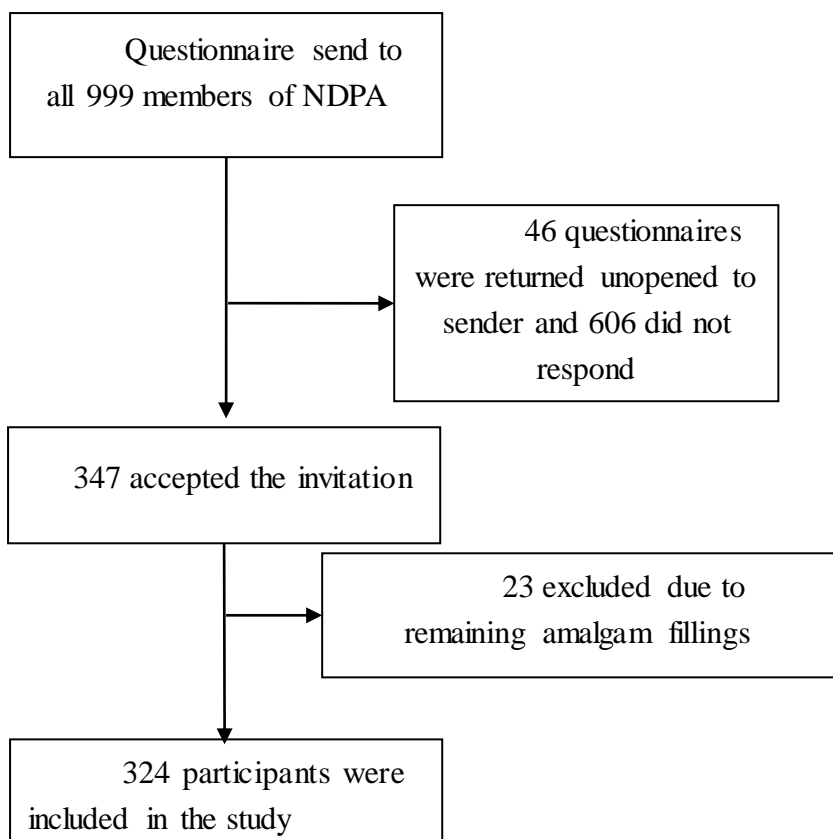 Questionnaire send to
all 999 members of NDPA
46 questionnaires
were returned unopened to
sender and 606 did not
respond
347 accepted the invitation
23 excluded due to
remaining amalgam fillings
324 participants were
included in the study